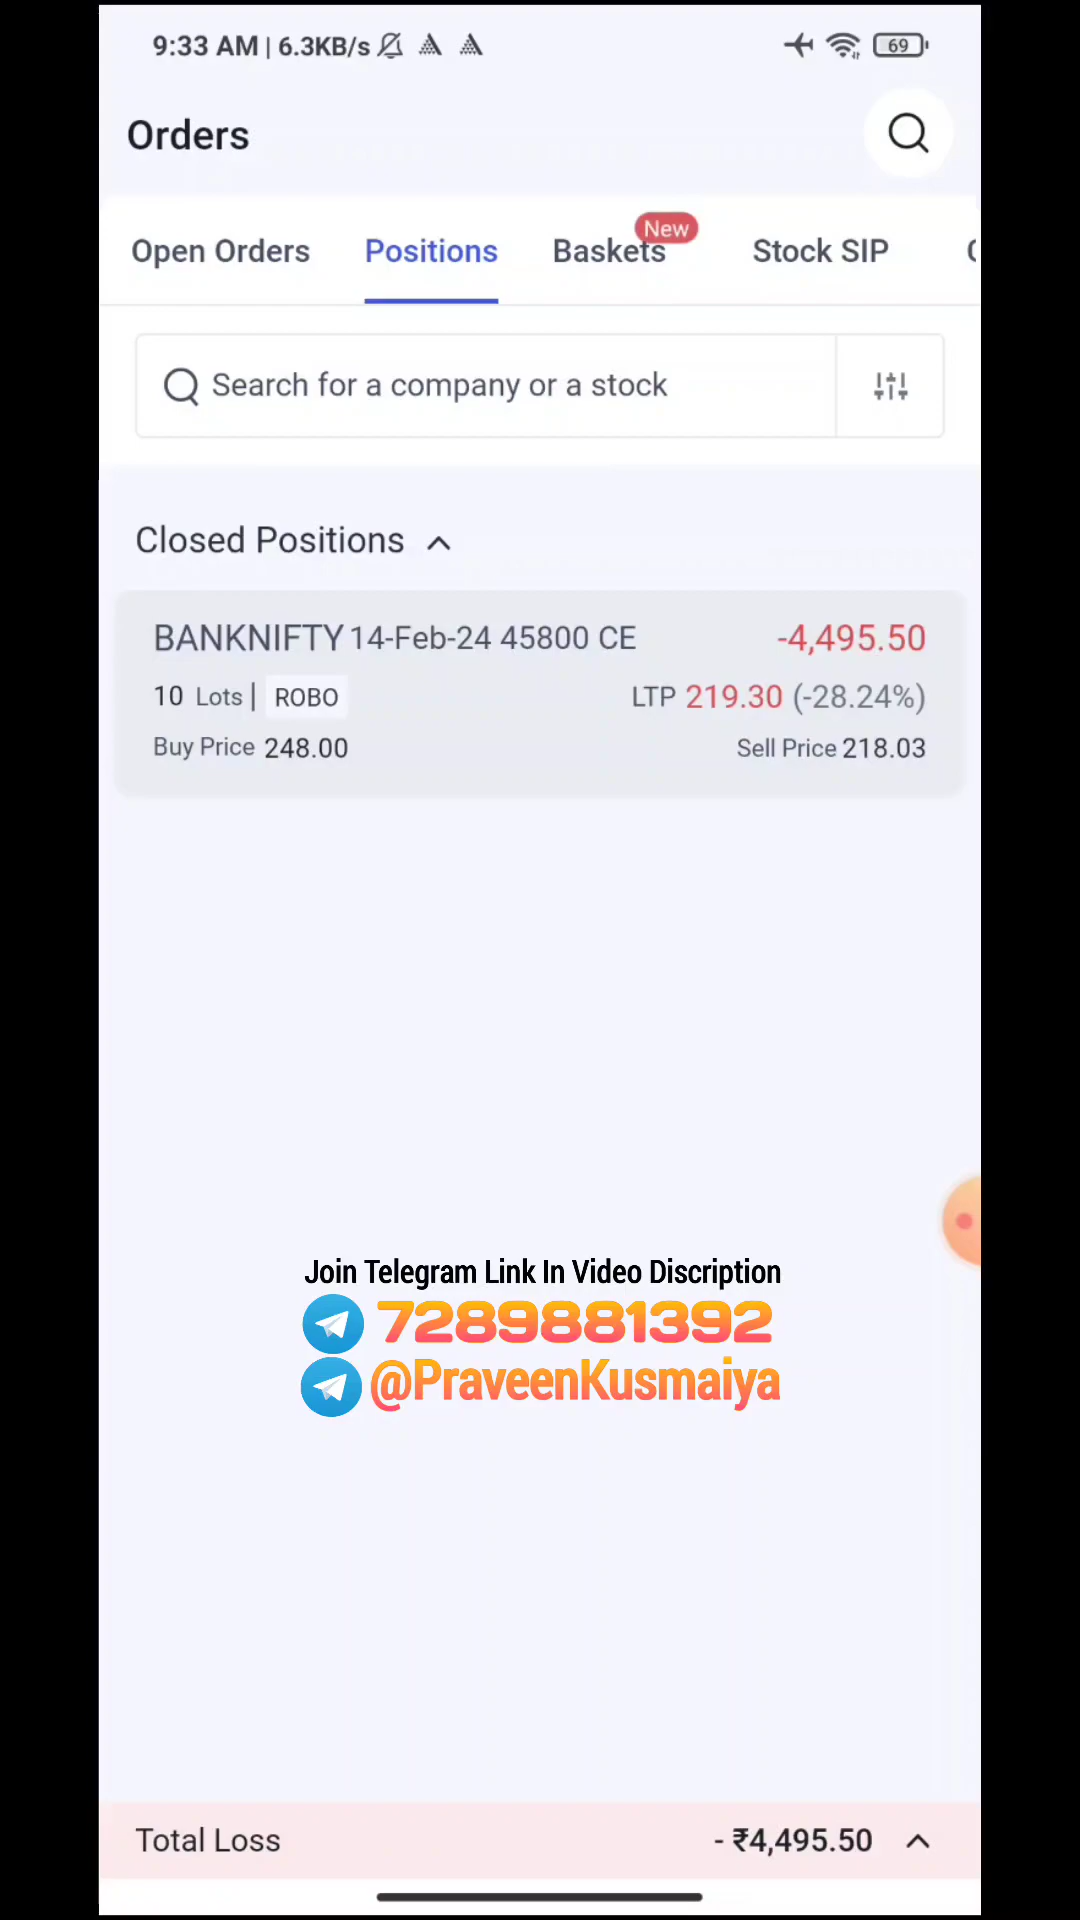 9:33 AM | 6.3KB/s 69
Orders
Open Orders Positions Baskets New Stock SIP
Search for a company or a stock
Closed Positions
BANKNIFTY 14-Feb-24 45800 CE -4,495.50
10 Lots | ROBO LTP 219.30 (-28.24%)
Buy Price 248.00 Sell Price 218.03
Join Telegram Link In Video Discription
7289881392
@PraveenKusmaiya
Total Loss - ₹4,495.50